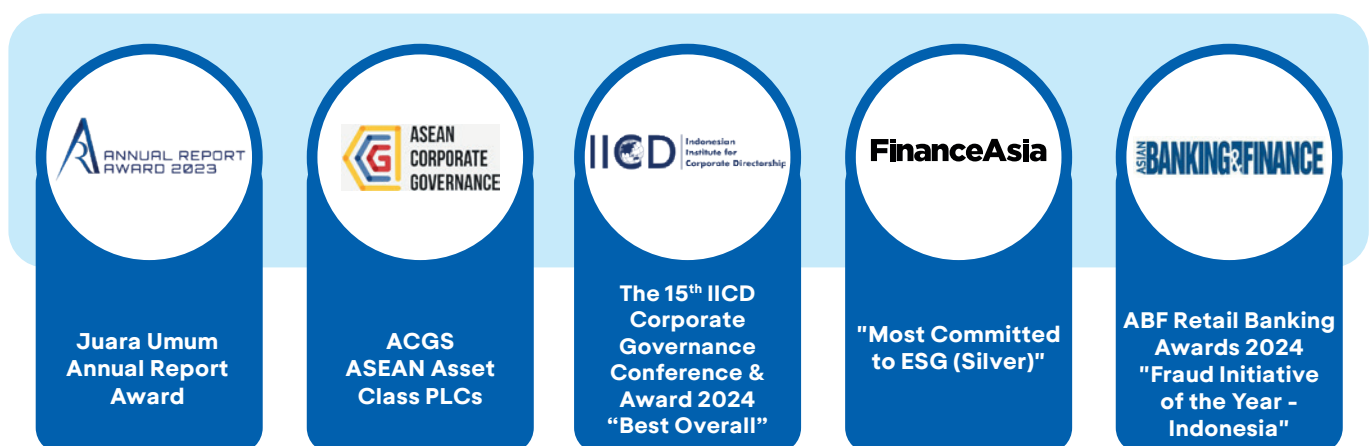 ANNUAL REPORT
AWARD 2023
Juara Umum
Annual Report
Award
ASEAN
CORPORATE
GOVERNANCE
ACGS
ASEAN Asset
Class PLCs
IICD
Indonesian
Institute for
Corporate Directorship
The 15th IICD
Corporate
Governance
Conference &
Award 2024
“Best Overall”
FinanceAsia
"Most Committed
to ESG (Silver)"
ASIAN
BANKING&FINANCE
ABF Retail Banking
Awards 2024
"Fraud Initiative
of the Year -
Indonesia"